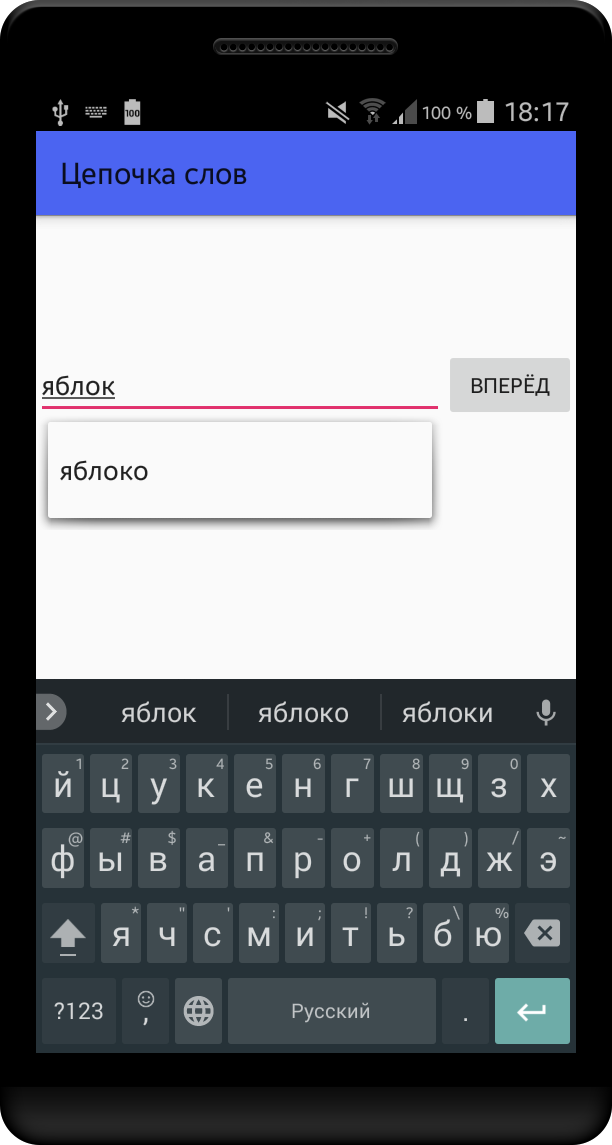 100
100 % 18:17
Цепочка слов
яблок
ВПЕРЁД
яблоко
яблок яблоко яблоки
1 2 3 4 5 6 7 8 9 0
й ц у к е н г ш щ з х
@ # $ _ & - + ( ) / ~
ф ы в а п р о л д ж э
* " ' : ; ! ? \ %
я ч с м и т ь б ю
?123 , Русский .